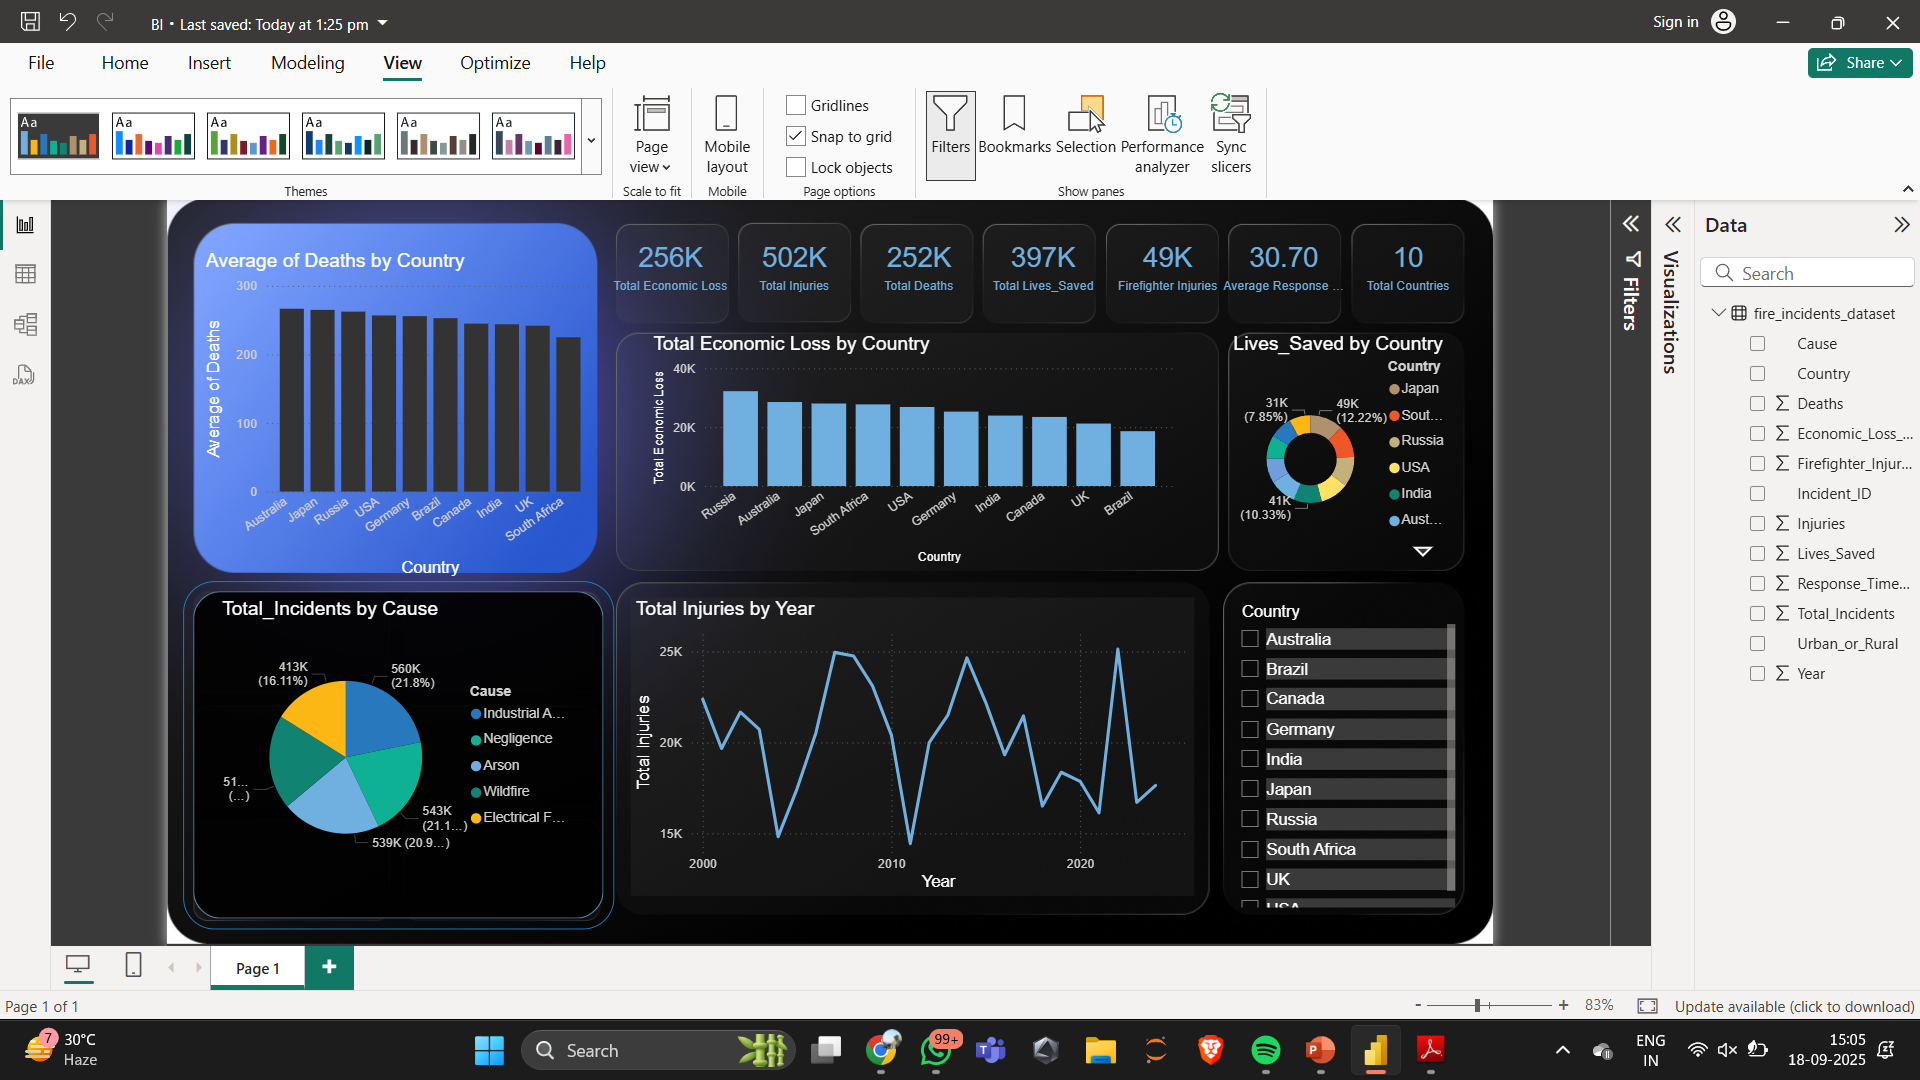 BI • Last saved: Today at 1:25 pm
Sign in
File Home Insert Modeling View Optimize Help
Share
Aa Aa Aa Aa Aa Aa
Themes
Page view
Scale to fit
Mobile layout
Mobile
Gridlines
Snap to grid
Lock objects
Page options
Filters
Bookmarks
Selection
Performance analyzer
Sync slicers
Show panes
Average of Deaths by Country
Average of Deaths
300
200
100
0
Australia
Japan
Russia
USA
Germany
Brazil
Canada
India
UK
South Africa
Country
256K
Total Economic Loss
502K
Total Injuries
252K
Total Deaths
397K
Total Lives_Saved
49K
Firefighter Injuries
30.70
Average Response ...
10
Total Countries
Total Economic Loss by Country
Total Economic Loss
40K
20K
0K
Russia
Australia
Japan
South Africa
USA
Germany
India
Canada
UK
Brazil
Country
Lives_Saved by Country
31K
(7.85%)
49K
(12.22%)
41K
(10.33%)
Country
Japan
Sout...
Russia
USA
India
Aust...
Total_Incidents by Cause
413K
(16.11%)
560K
(21.8%)
51...
(...)
543K
(21.1...)
539K (20.9...)
Cause
Industrial A...
Negligence
Arson
Wildfire
Electrical F...
Total Injuries by Year
Total Injuries
25K
20K
15K
2000
2010
2020
Year
Country
Australia
Brazil
Canada
Germany
India
Japan
Russia
South Africa
UK
USA
Filters
Visualizations
Data
Search
fire_incidents_dataset
Cause
Country
Deaths
Economic_Loss_...
Firefighter_Injur...
Incident_ID
Injuries
Lives_Saved
Response_Time...
Total_Incidents
Urban_or_Rural
Year
DAX
Page 1
+
Page 1 of 1
- + 83%
Update available (click to download)
7
30°C
Haze
Search
99+
ENG
IN
15:05
18-09-2025